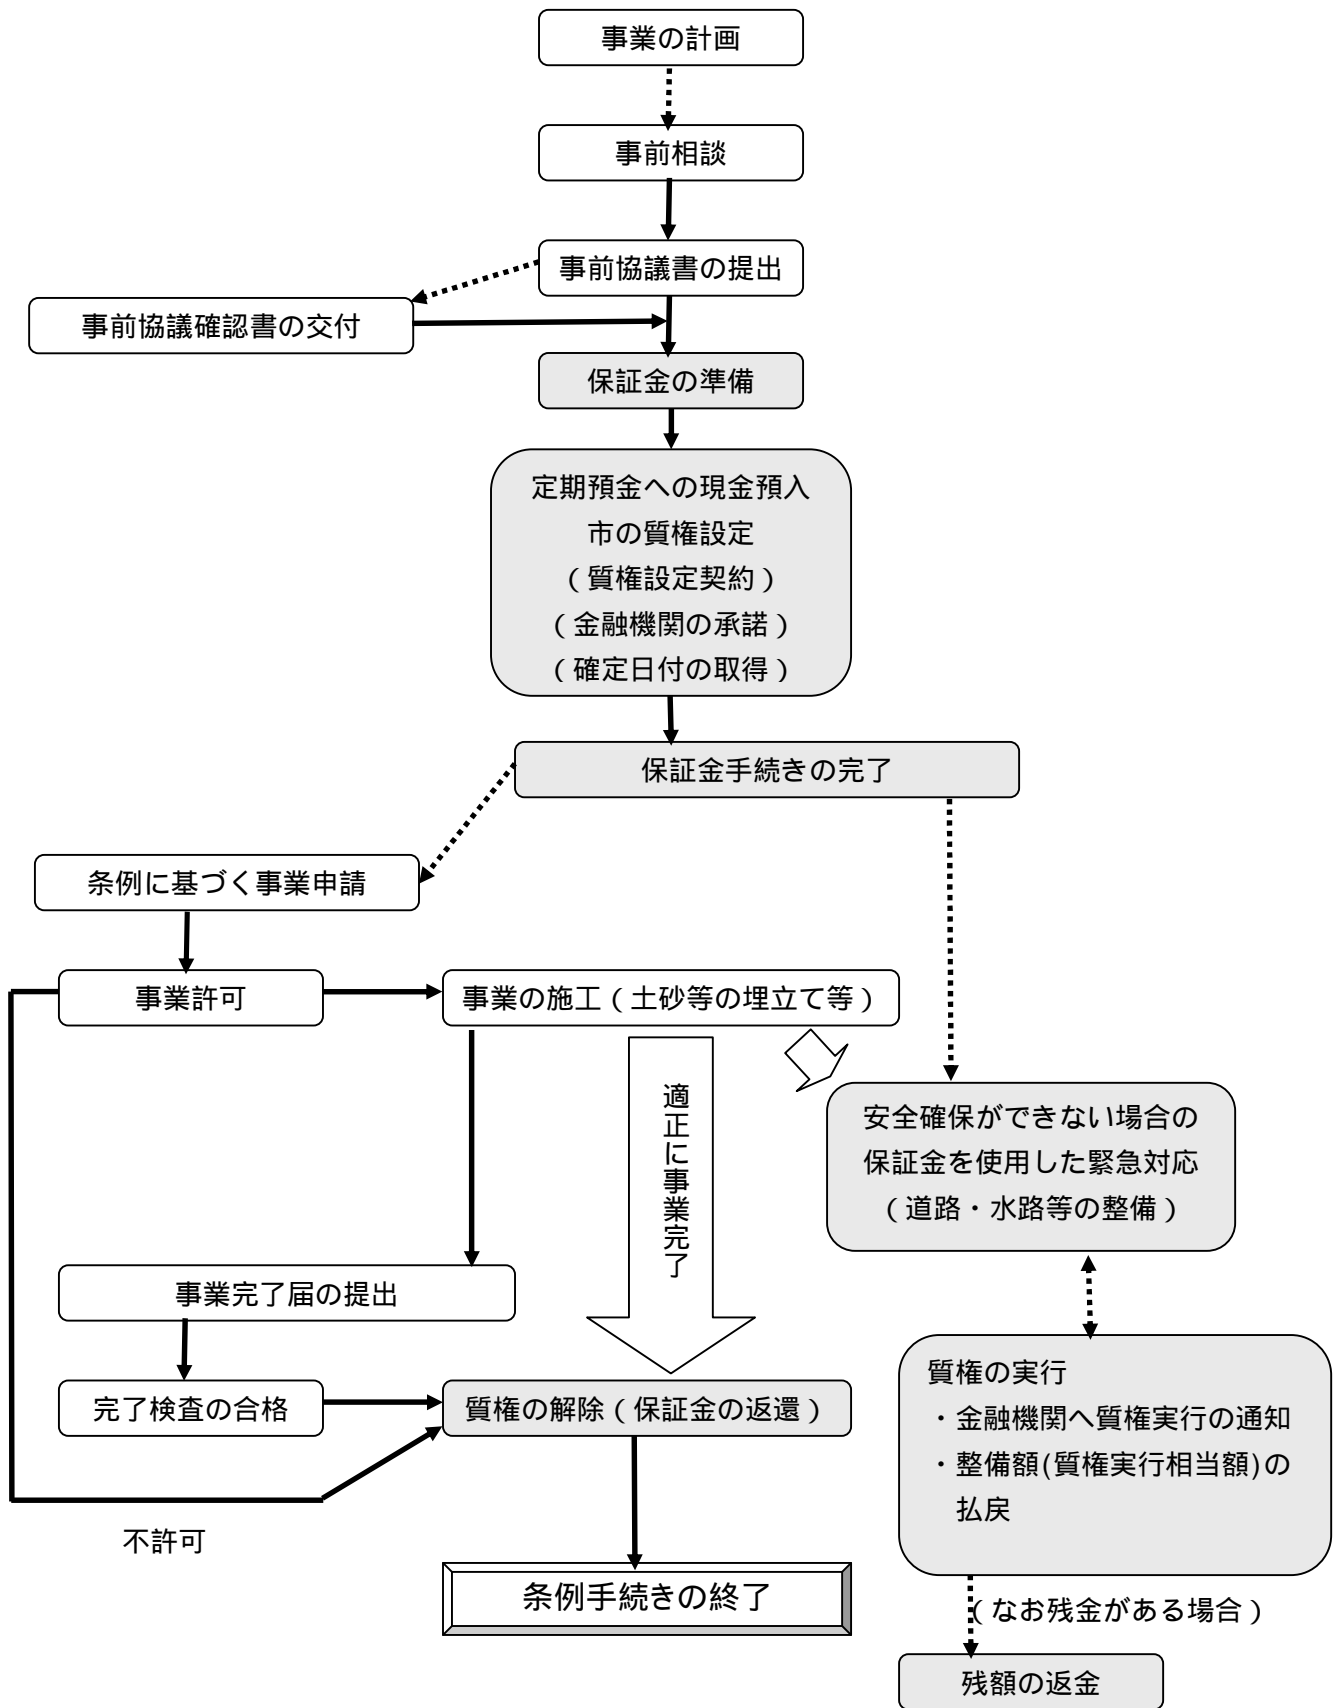 事業の計画
事前相談
事前協議書の提出
事前協議確認書の交付
保証金の準備
定期預金への現金預入
市の質権設定
（質権設定契約）
（金融機関の承諾）
（確定日付の取得）
保証金手続きの完了
条例に基づく事業申請
事業許可
事業の施工（土砂等の埋立て等）
適正に事業完了
安全確保ができない場合の
保証金を使用した緊急対応
（道路・水路等の整備）
事業完了届の提出
質権の実行
・金融機関へ質権実行の通知
・整備額(質権実行相当額)の
払戻
完了検査の合格
質権の解除（保証金の返還）
不許可
条例手続きの終了
（なお残金がある場合）
残額の返金